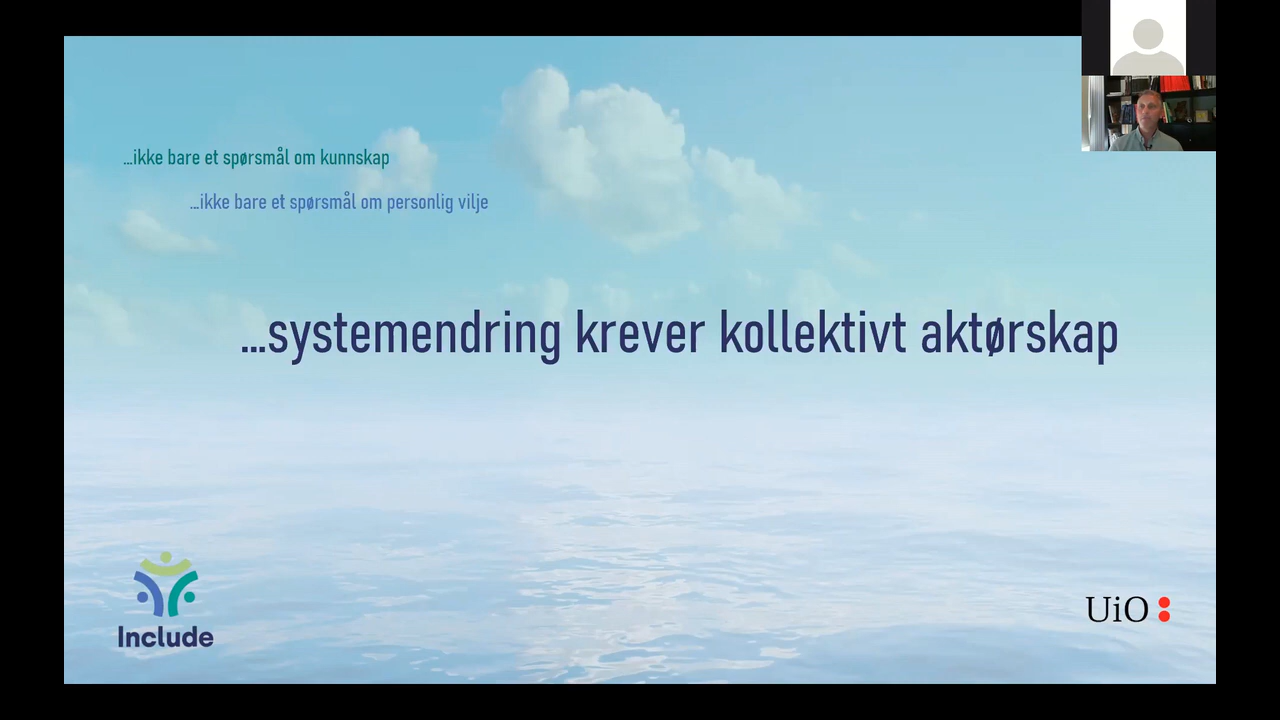 ...ikke bare et spørsmål om kunnskap
...ikke bare et spørsmål om personlig vilje
...systemendring krever kollektivt aktørskap
Include
UiO